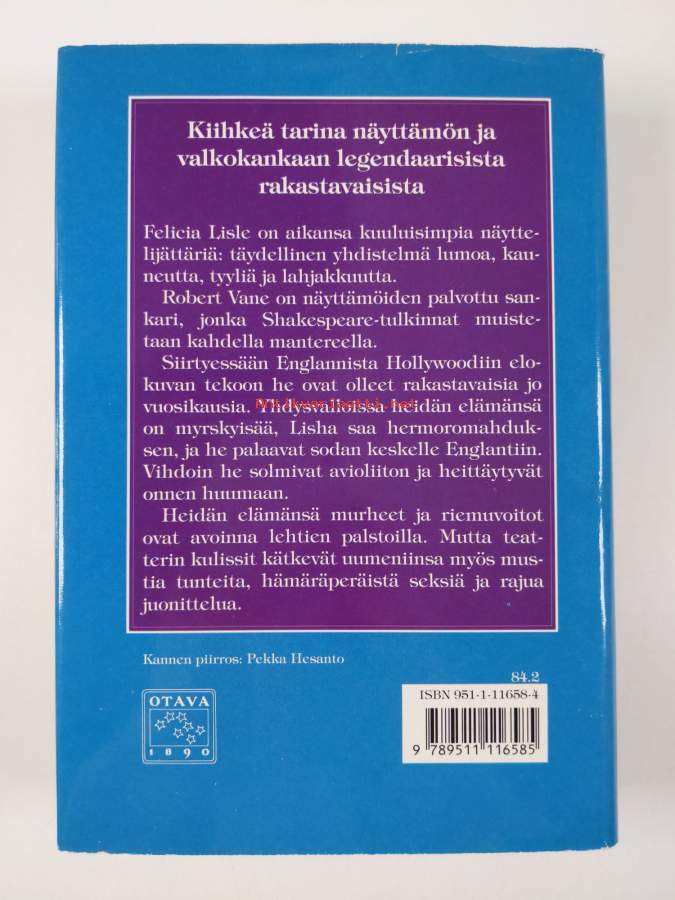 Kiihkeä tarina näyttämön ja
valkokankaan legendaarisista
rakastavaisista
Felicia Lisle on aikansa kuuluisimpia näytte-
lijättäriä: täydellinen yhdistelmä lumoa, kau-
neutta, tyyliä ja lahjakkuutta.
Robert Vane on näyttämöiden palvottu san-
kari, jonka Shakespeare-tulkinnat muiste-
taan kahdella mantereella.
Siirtyessään Englannista Hollywoodiin elo-
kuvan tekoon he ovat olleet rakastavaisia jo
vuosikausia. Yhdysvalloissa heidän elämänsä
on myrskyisää, Lisha saa hermoromahduk-
sen, ja he palaavat sodan keskelle Englantiin.
Vihdoin he solmivat avioliiton ja heittäytyvät
onnen huumaan.
Heidän elämänsä murheet ja riemuvoitot
ovat avoinna lehtien palstoilla. Mutta teat-
terin kulissit kätkevät uumeniinsa myös mus-
tia tunteita, hämäräperäistä seksiä ja rajua
juonittelua.
Kannen piirros: Pekka Hesanto
84.2
OTAVA
1890
ISBN 951-1-11658-4
9 789511 116585